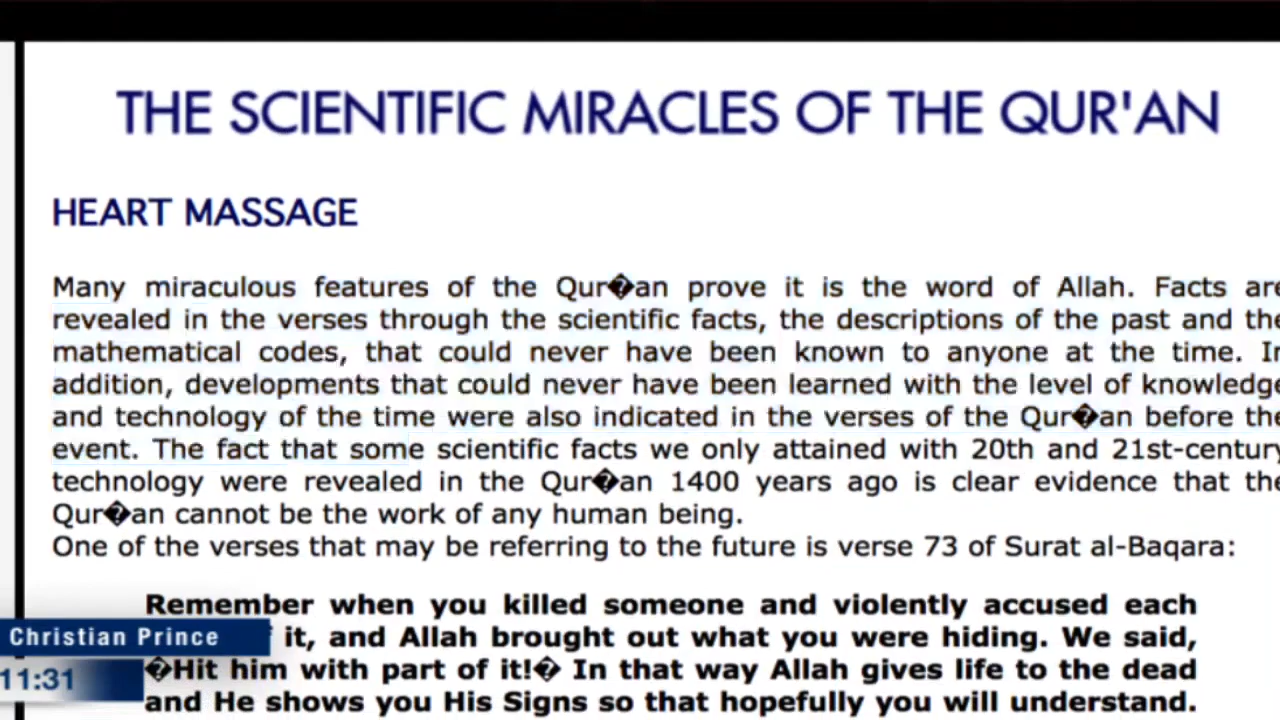 THE SCIENTIFIC MIRACLES OF THE QUR'AN
HEART MASSAGE
Many miraculous features of the Qur�an prove it is the word of Allah. Facts are
revealed in the verses through the scientific facts, the descriptions of the past and the
mathematical codes, that could never have been known to anyone at the time. In
addition, developments that could never have been learned with the level of knowledge
and technology of the time were also indicated in the verses of the Qur�an before the
event. The fact that some scientific facts we only attained with 20th and 21st-century
technology were revealed in the Qur�an 1400 years ago is clear evidence that the
Qur�an cannot be the work of any human being.
One of the verses that may be referring to the future is verse 73 of Surat al-Baqara:
Remember when you killed someone and violently accused each
it, and Allah brought out what you were hiding. We said,
�Hit him with part of it!� In that way Allah gives life to the dead
and He shows you His Signs so that hopefully you will understand.
Christian Prince
11:31